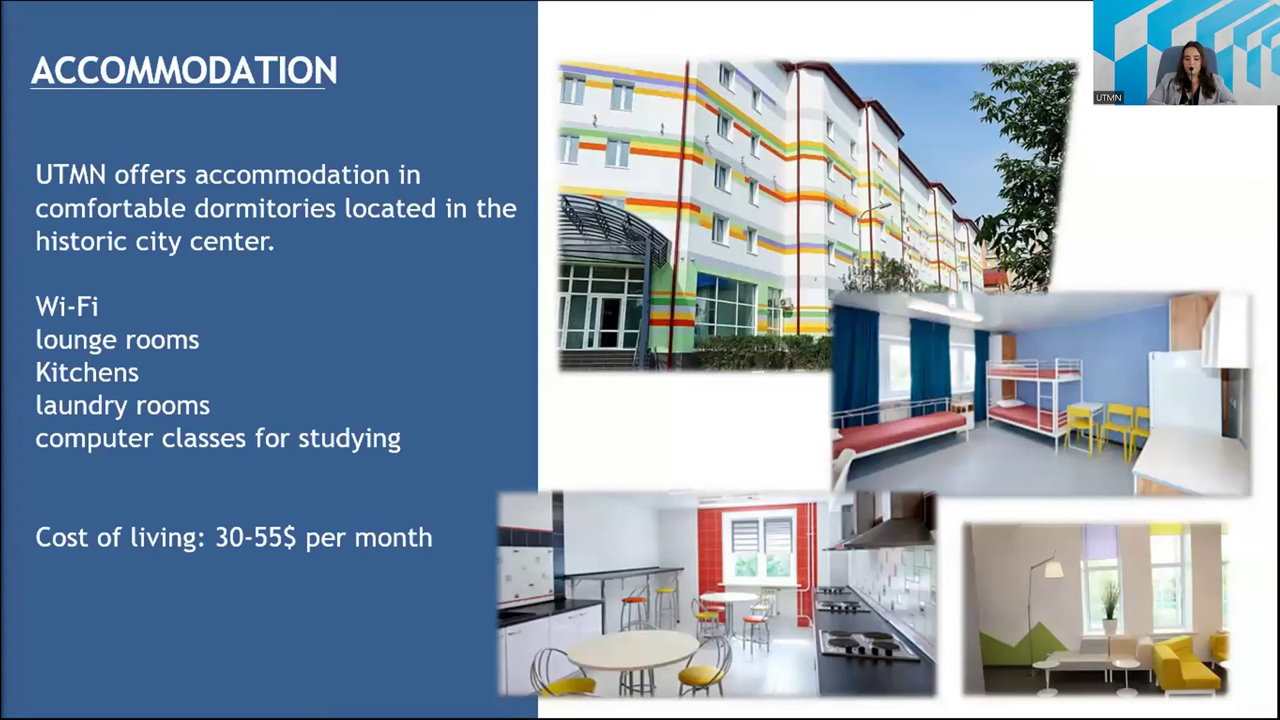 ACCOMMODATION
UTMN offers accommodation in
comfortable dormitories located in the
historic city center.
Wi-Fi
lounge rooms
Kitchens
laundry rooms
computer classes for studying
Cost of living: 30-55$ per month
UTMN